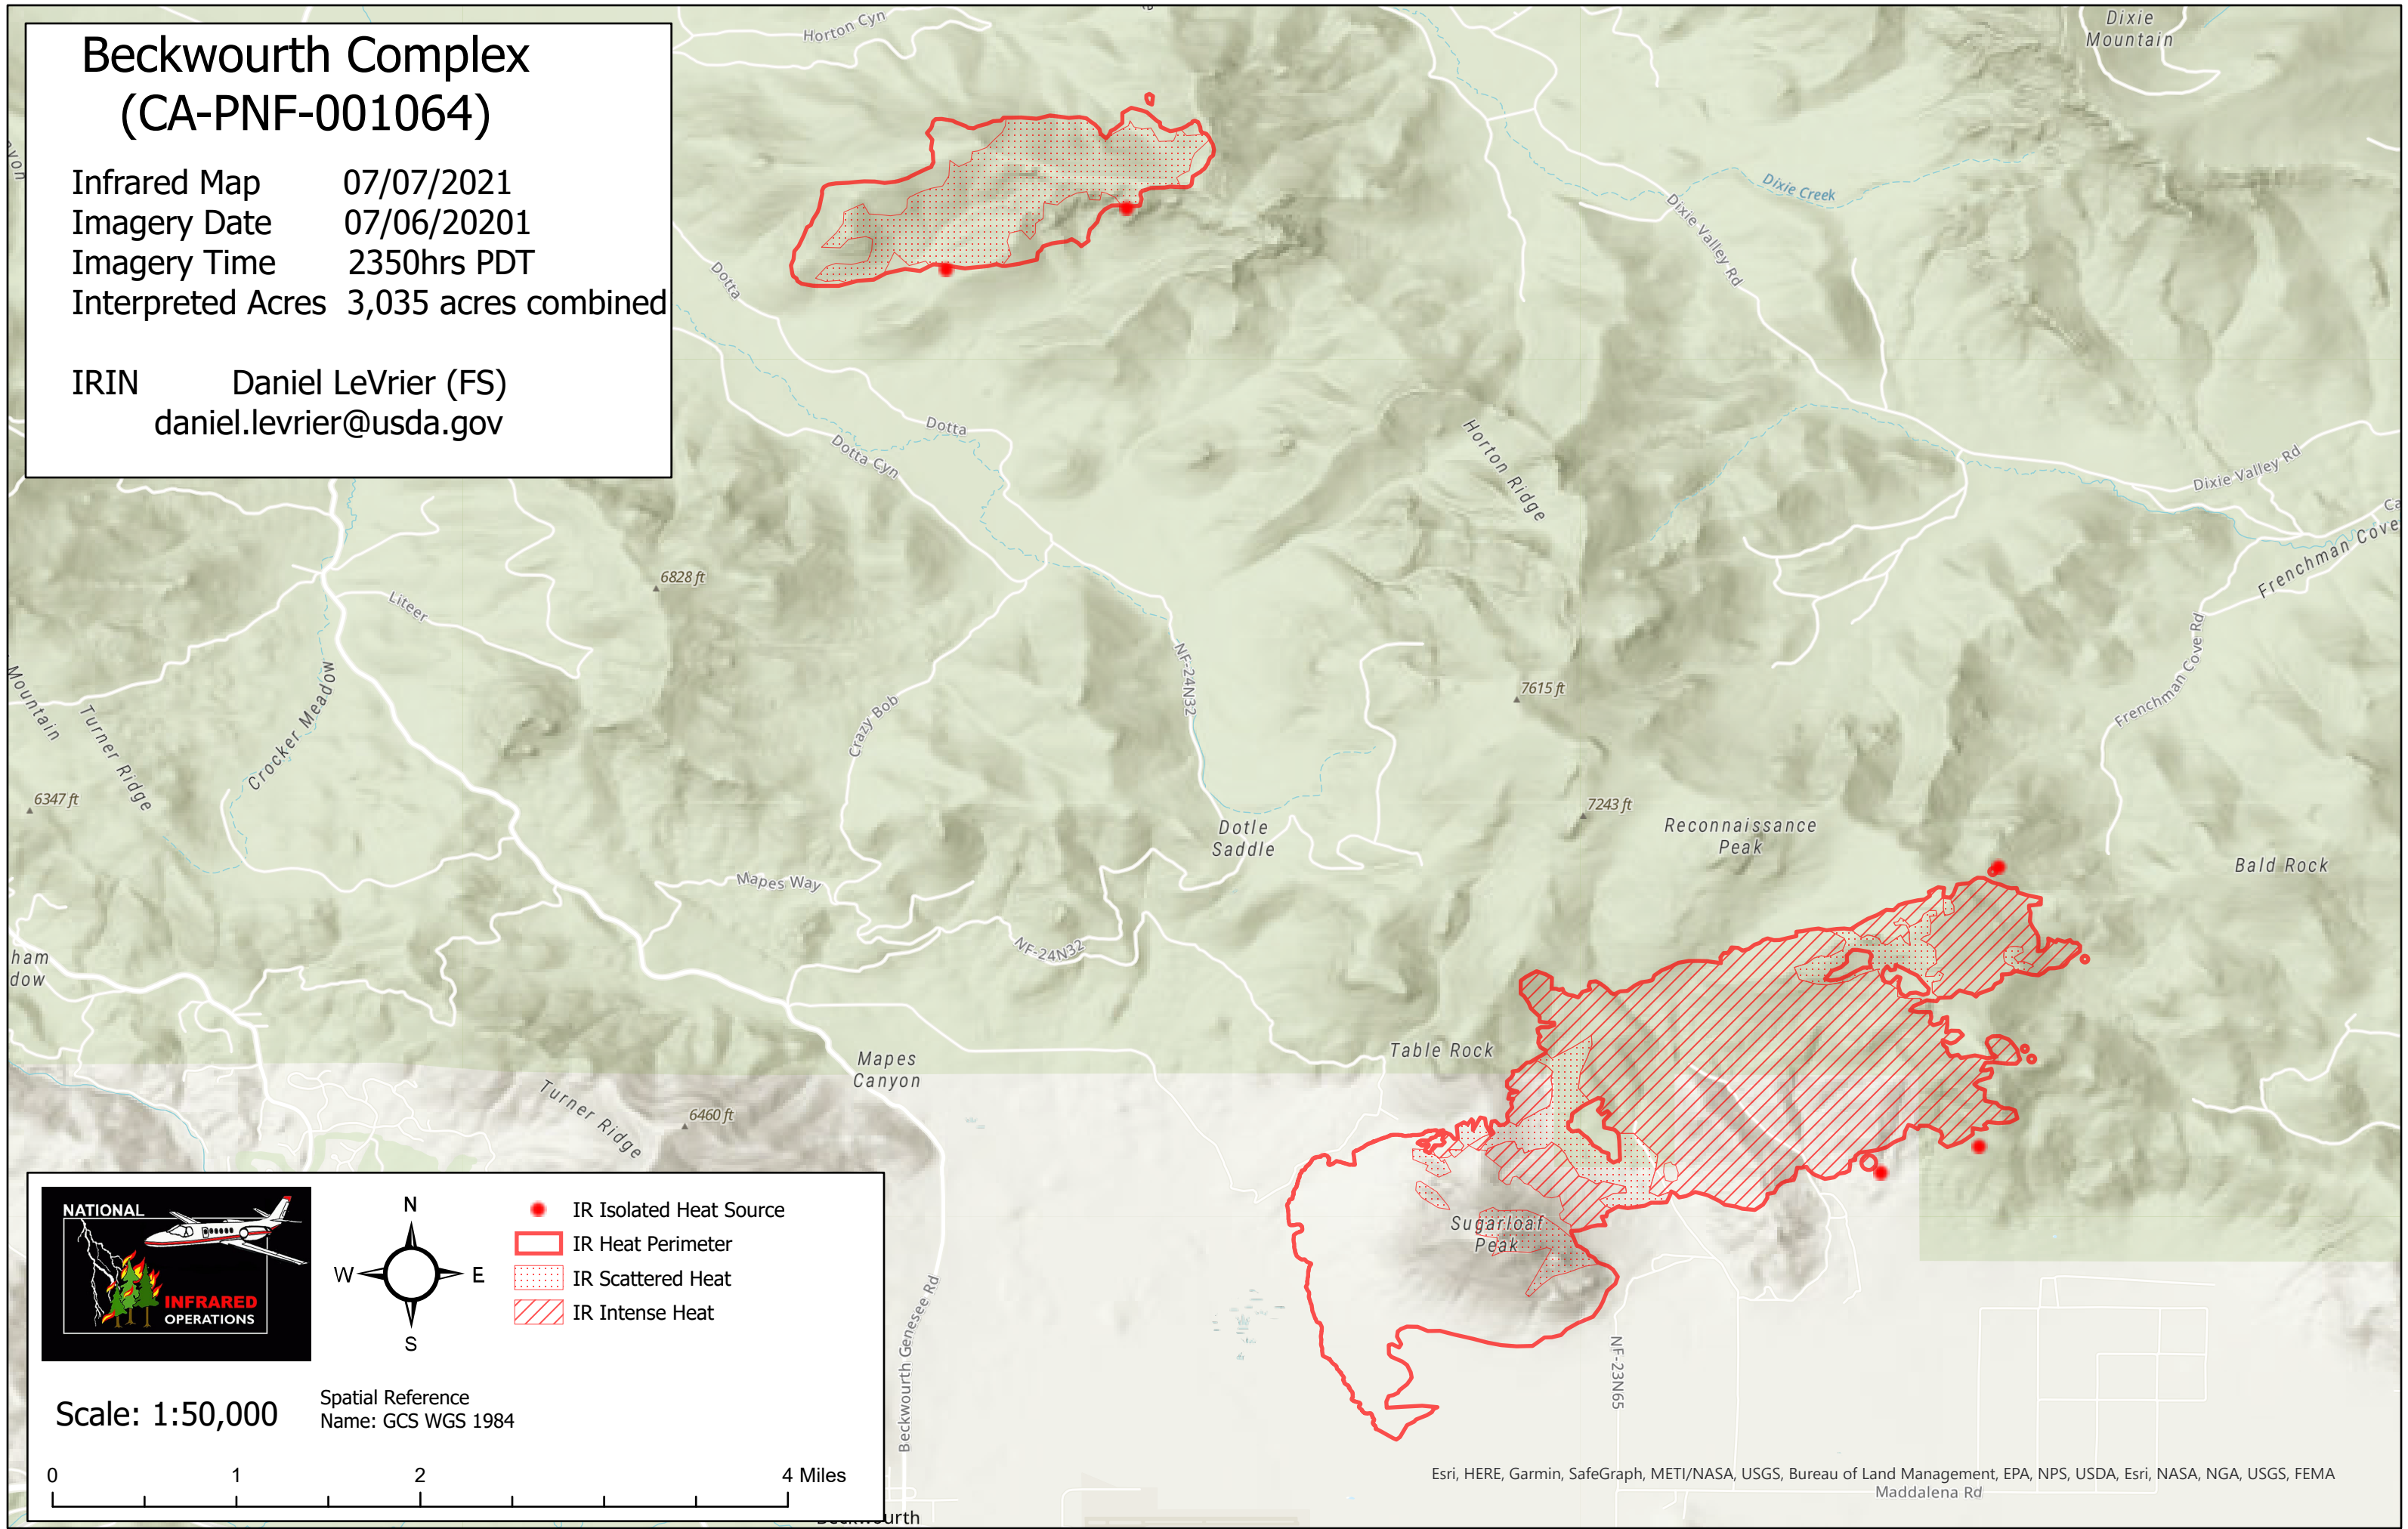 Beckwourth Complex
(CA-PNF-001064)
Infrared Map 07/07/2021
Imagery Date 07/06/20201
Imagery Time 2350hrs PDT
Interpreted Acres 3,035 acres combined
IRIN Daniel LeVrier (FS)
daniel.levrier@usda.gov
Horton Cyn
Dixie
Mountain
Dixie Creek
Dixie Valley Rd
Dotta
Dotta
Dotta Cyn
Horton Ridge
Dixie Valley Rd
Frenchman Cove
6828 ft
Liteer
Frenchman Cove Rd
NF-24N32
7615 ft
Mountain
Turner Ridge
Crocker Meadow
Crazy Bob
6347 ft
7243 ft
Dotle
Saddle
Reconnaissance
Peak
Bald Rock
Mapes Way
NF-24N32
ham
dow
Table Rock
Mapes
Canyon
Turner Ridge
6460 ft
Sugarloaf
Peak
Beckwourth Genesee Rd
NF-23N65
NATIONAL
INFRARED
OPERATIONS
N
W
E
S
IR Isolated Heat Source
IR Heat Perimeter
IR Scattered Heat
IR Intense Heat
Scale: 1:50,000
Spatial Reference
Name: GCS WGS 1984
0 1 2 4 Miles
Esri, HERE, Garmin, SafeGraph, METI/NASA, USGS, Bureau of Land Management, EPA, NPS, USDA, Esri, NASA, NGA, USGS, FEMA
Maddalena Rd